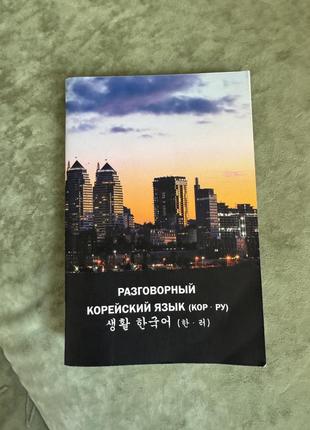 РАЗГОВОРНЫЙ
КОРЕЙСКИЙ ЯЗЫК (КОР · РУ)
생활 한국어 (한 · 러)